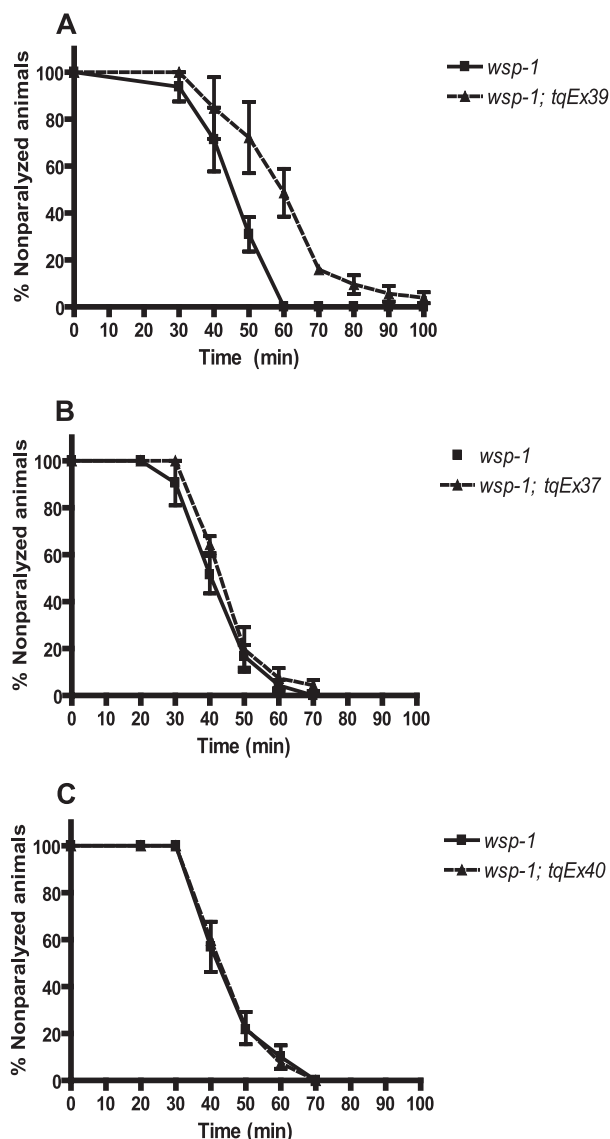 A
% Nonparalyzed animals
100
80
60
40
20
0
0 10 20 30 40 50 60 70 80 90 100
Time (min)
wsp-1
wsp-1; tqEx39
B
% Nonparalyzed animals
100
80
60
40
20
0
0 10 20 30 40 50 60 70 80 90 100
Time (min)
wsp-1
wsp-1; tqEx37
C
% Nonparalyzed animals
100
80
60
40
20
0
0 10 20 30 40 50 60 70 80 90 100
Time (min)
wsp-1
wsp-1; tqEx40